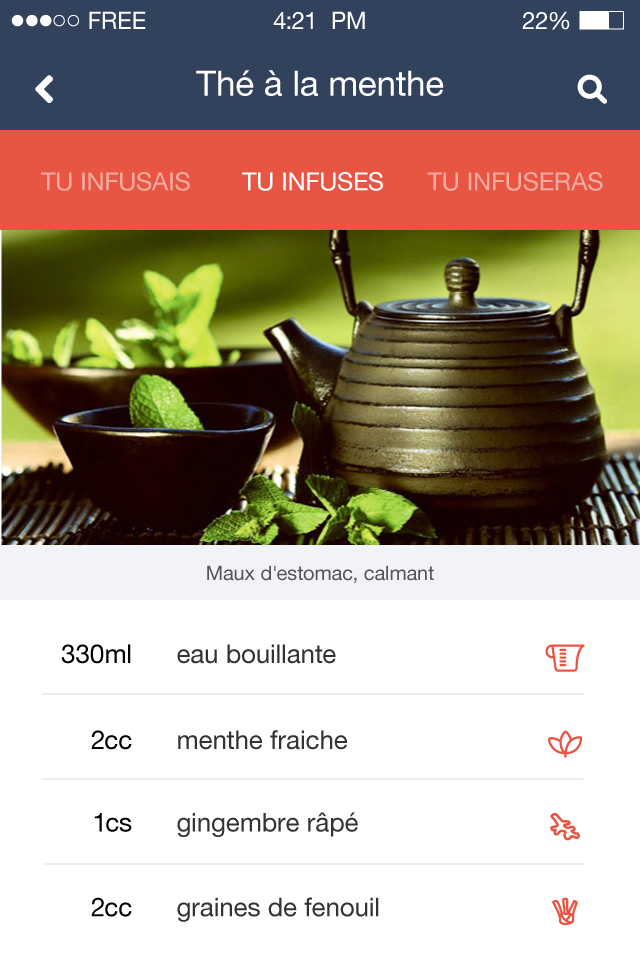 FREE 4:21 PM 22%
Thé à la menthe
TU INFUSAIS TU INFUSES TU INFUSERAS
Maux d'estomac, calmant
330ml eau bouillante
2cc menthe fraiche
1cs gingembre râpé
2cc graines de fenouil